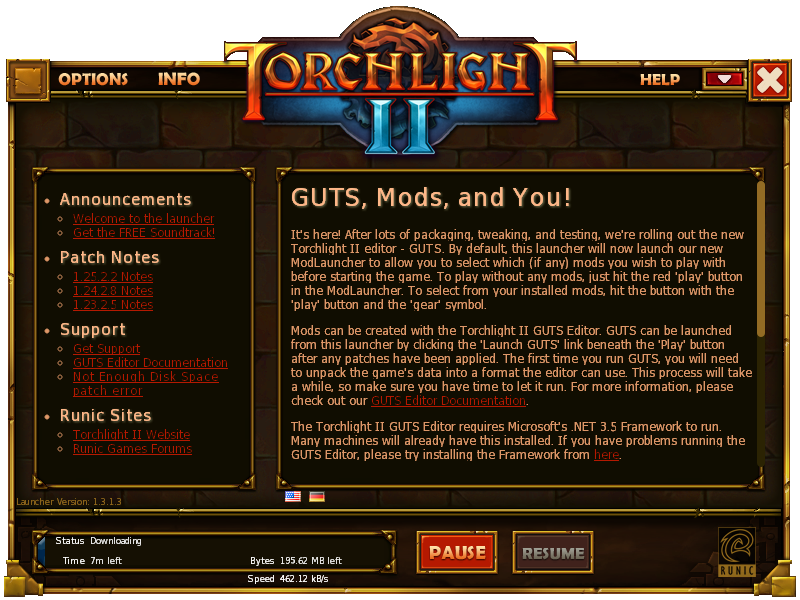 TORCHLIGHT
II
OPTIONS INFO
HELP
Announcements
Welcome to the launcher
Get the FREE Soundtrack!
Patch Notes
1.25.2.2 Notes
1.24.2.8 Notes
1.23.2.5 Notes
Support
Get Support
GUTS Editor Documentation
Not Enough Disk Space
patch error
Runic Sites
Torchlight II Website
Runic Games Forums
GUTS, Mods, and You!
It's here! After lots of packaging, tweaking, and testing, we're rolling out the new
Torchlight II editor - GUTS. By default, this launcher will now launch our new
ModLauncher to allow you to select which (if any) mods you wish to play with
before starting the game. To play without any mods, just hit the red 'play' button
in the ModLauncher. To select from your installed mods, hit the button with the
'play' button and the 'gear' symbol.
Mods can be created with the Torchlight II GUTS Editor. GUTS can be launched
from this launcher by clicking the 'Launch GUTS' link beneath the 'Play' button
after any patches have been applied. The first time you run GUTS, you will need
to unpack the game's data into a format the editor can use. This process will take
a while, so make sure you have time to let it run. For more information, please
check out our GUTS Editor Documentation.
The Torchlight II GUTS Editor requires Microsoft's .NET 3.5 Framework to run.
Many machines will already have this installed. If you have problems running the
GUTS Editor, please try installing the Framework from here.
Launcher Version: 1.3.1.3
Status Downloading
Time 7m left
Bytes 195.62 MB left
Speed 462.12 kB/s
PAUSE
RESUME
RUNIC